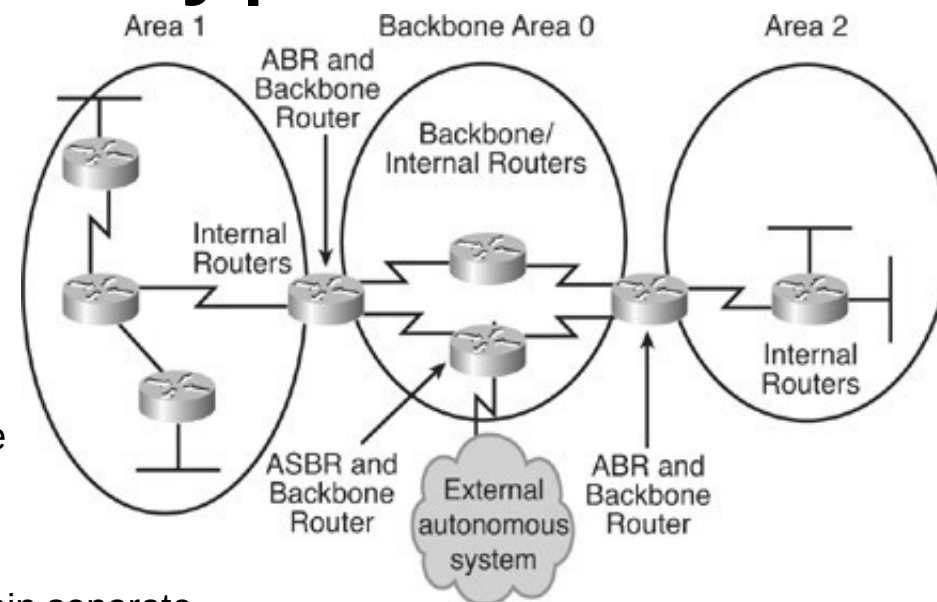 Area 1
Backbone Area 0
Area 2
ABR and
Backbone
Router
Backbone/
Internal Routers
Internal
Routers
Internal
Routers
ASBR and
Backbone
Router
External
autonomous
system
ABR and
Backbone
Router